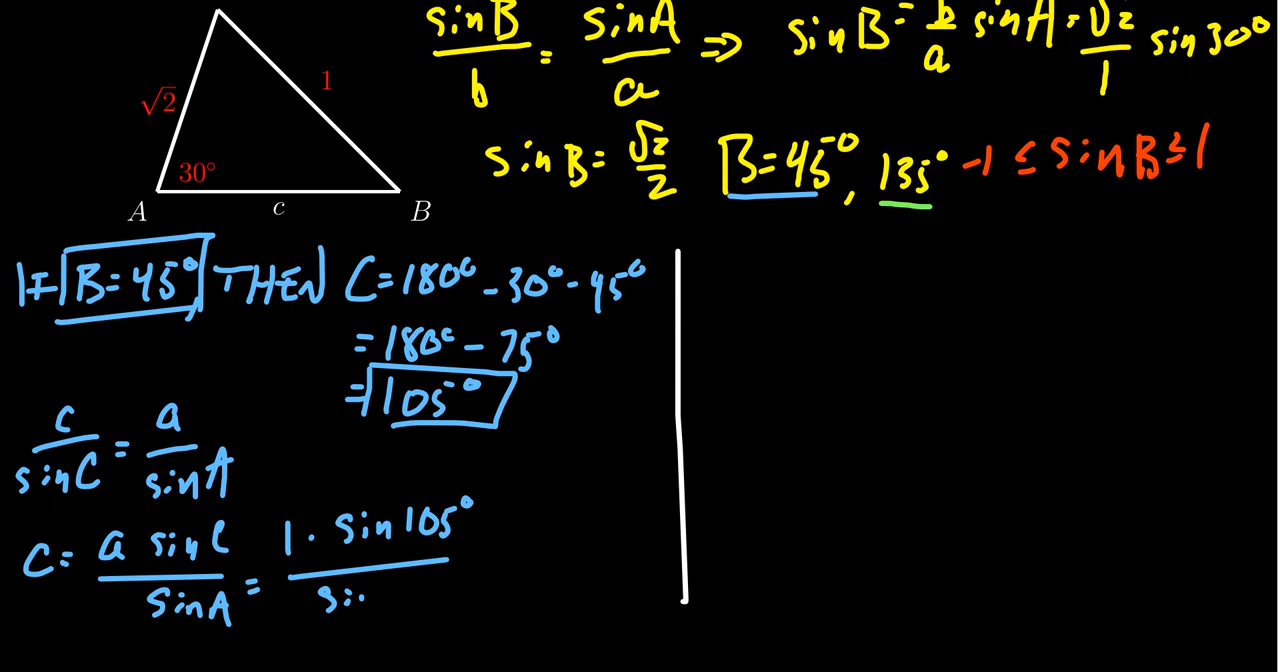 sinB/b = sinA/a ⇒ sinB = b/a sinA = √2/1 sin30°
√2
1
30°
A
c
B
sinB = √2/2 B=45°, 135° -1 ≤ sinB ≤ 1
IF B=45° THEN C=180°-30°-45°
=180°-75°
=105°
c/sinC = a/sinA
C = a sinC/sinA = 1·sin105°/si